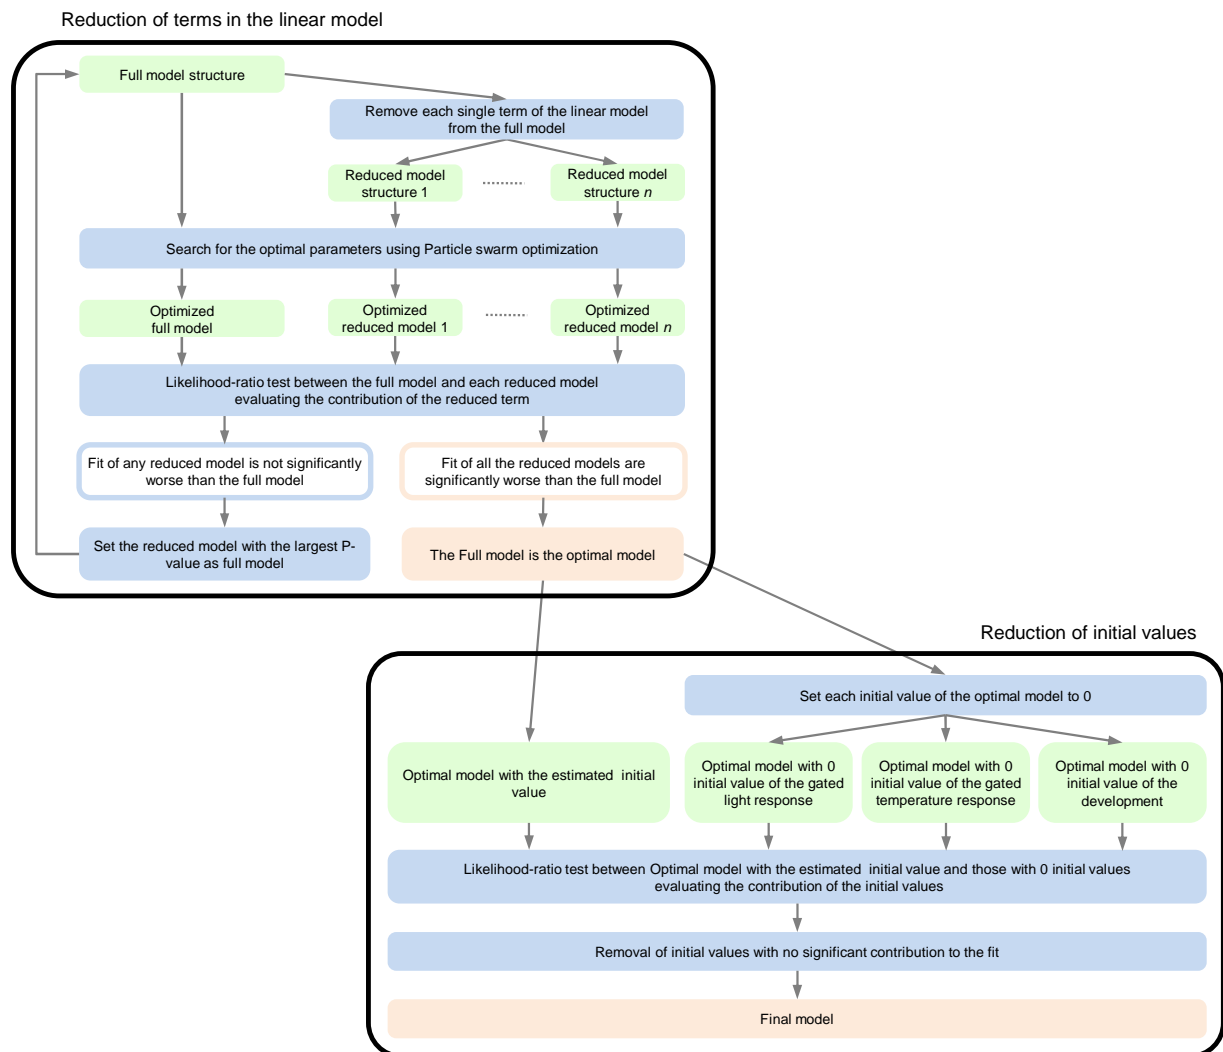 Reduction of terms in the linear model
Full model structure
Remove each single term of the linear model
from the full model
Reduced model
structure 1
Reduced model
structure n
Search for the optimal parameters using Particle swarm optimization
Optimized
full model
Optimized
reduced model 1
Optimized
reduced model n
Likelihood-ratio test between the full model and each reduced model
evaluating the contribution of the reduced term
Fit of any reduced model is not significantly
worse than the full model
Fit of all the reduced models are
significantly worse than the full model
Set the reduced model with the largest P-
value as full model
The Full model is the optimal model
Reduction of initial values
Set each initial value of the optimal model to 0
Optimal model with the estimated initial
value
Optimal model with 0
initial value of the gated
light response
Optimal model with 0
initial value of the gated
temperature response
Optimal model with 0
initial value of the
development
Likelihood-ratio test between Optimal model with the estimated initial value and those with 0 initial values
evaluating the contribution of the initial values
Removal of initial values with no significant contribution to the fit
Final model